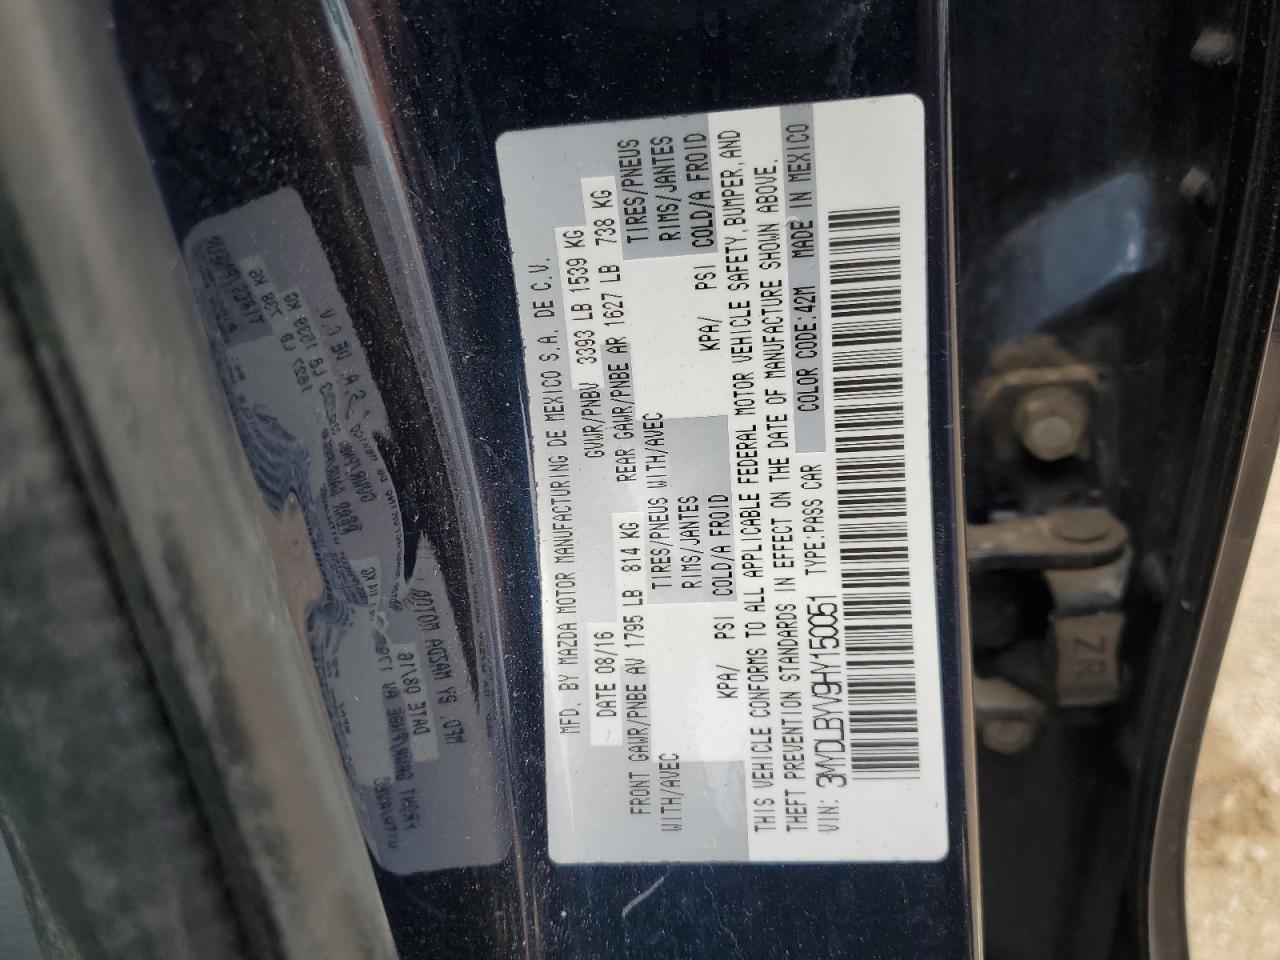 MFD. BY MAZDA MOTOR MANUFACTURING DE MEXICO S.A. DE C.V.
DATE 08/16 GVWR/PNBV 3393 LB 1539 KG
FRONT GAWR/PNBE AV 1795 LB 814 KG REAR GAWR/PNBE AR 1627 LB 738 KG
WITH/AVEC TIRES/PNEUS WITH/AVEC TIRES/PNEUS
RIMS/JANTES RIMS/JANTES
KPA/ PSI COLD/A FROID KPA/ PSI COLD/A FROID
THIS VEHICLE CONFORMS TO ALL APPLICABLE FEDERAL MOTOR VEHICLE SAFETY, BUMPER, AND
THEFT PREVENTION STANDARDS IN EFFECT ON THE DATE OF MANUFACTURE SHOWN ABOVE.
VIN: 3MYDLBYV9HY150051 TYPE:PASS CAR COLOR CODE:42M MADE IN MEXICO
ZR